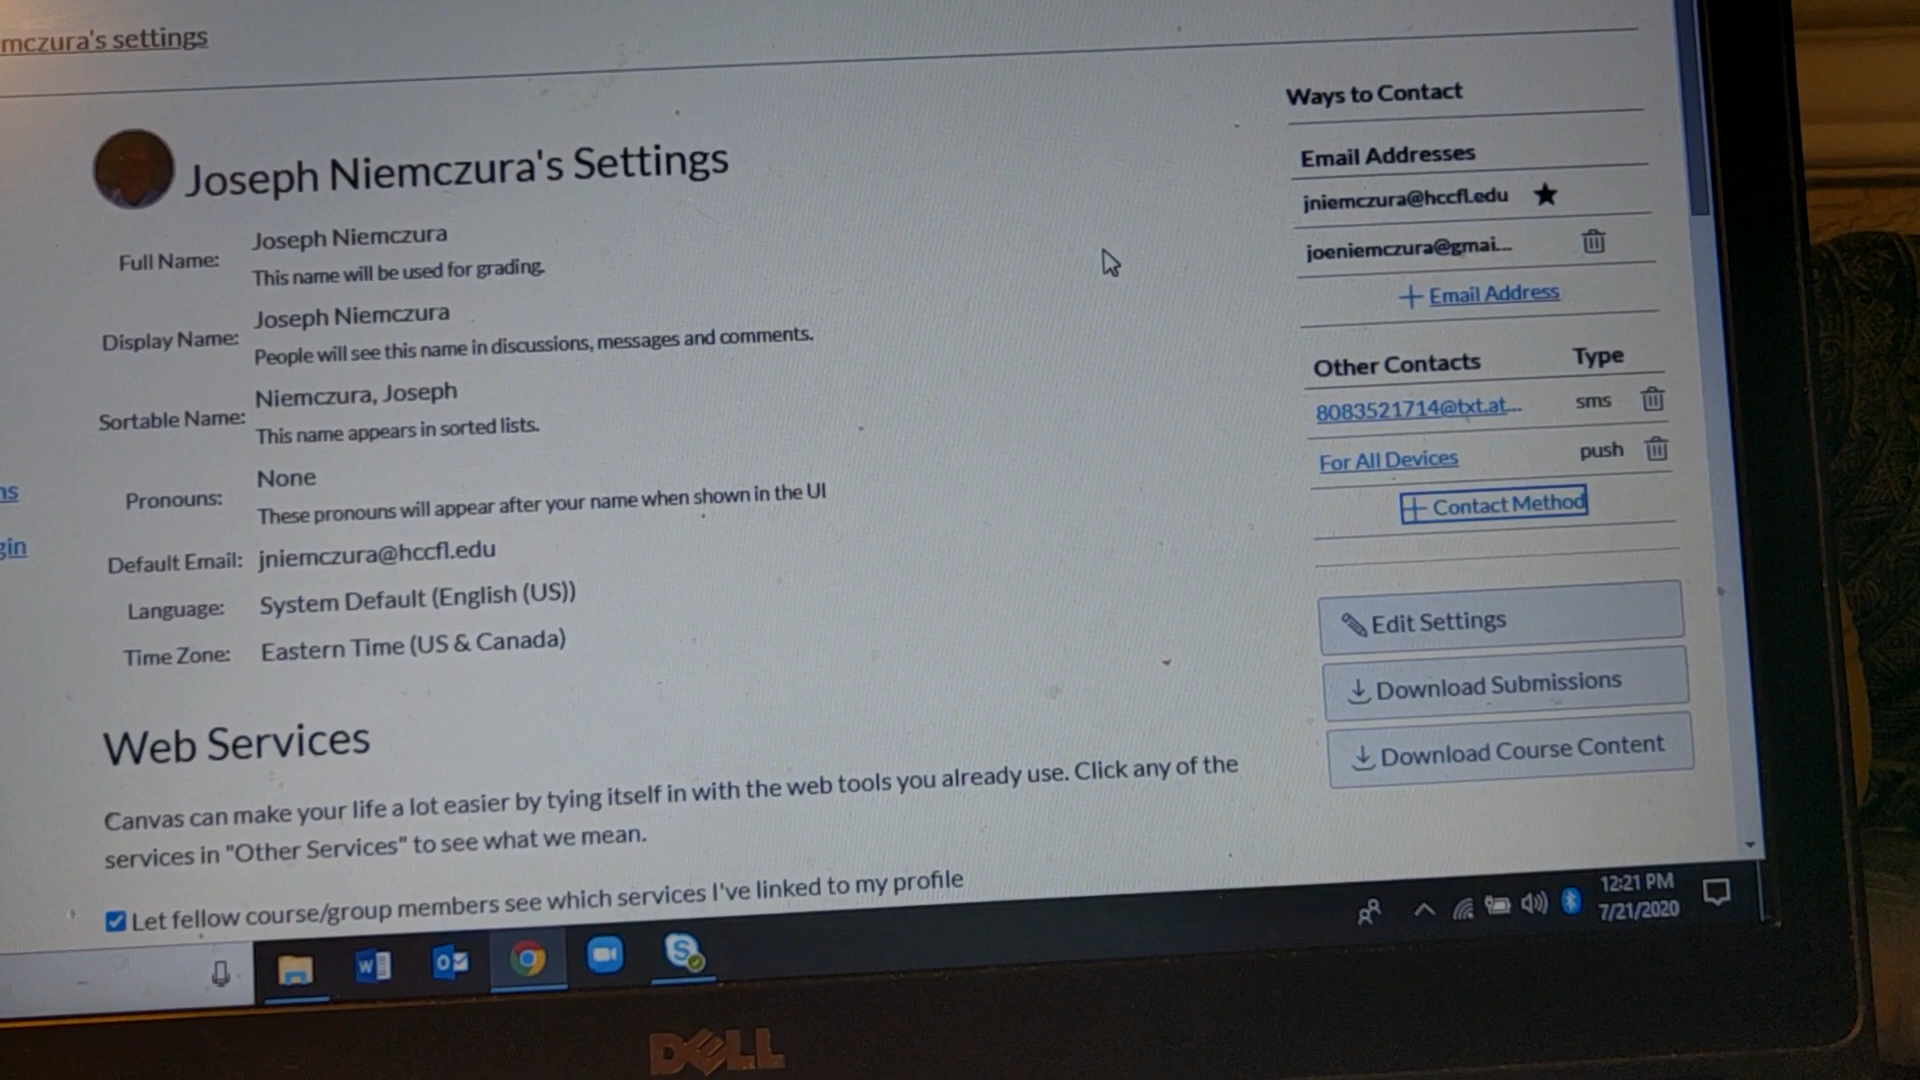 mczura's settings
Joseph Niemczura's Settings
Full Name: Joseph Niemczura
This name will be used for grading.
Display Name: Joseph Niemczura
People will see this name in discussions, messages and comments.
Sortable Name: Niemczura, Joseph
This name appears in sorted lists.
Pronouns: None
These pronouns will appear after your name when shown in the UI
Default Email: jniemczura@hccfl.edu
Language: System Default (English (US))
Time Zone: Eastern Time (US & Canada)
Web Services
Canvas can make your life a lot easier by tying itself in with the web tools you already use. Click any of the
services in "Other Services" to see what we mean.
Let fellow course/group members see which services I've linked to my profile
Ways to Contact
Email Addresses
jniemczura@hccfl.edu
joeniemczura@gmai...
Email Address
Other Contacts Type
8083521714@txt.at... sms
For All Devices push
Contact Method
Edit Settings
Download Submissions
Download Course Content
12:21 PM
7/21/2020
DELL